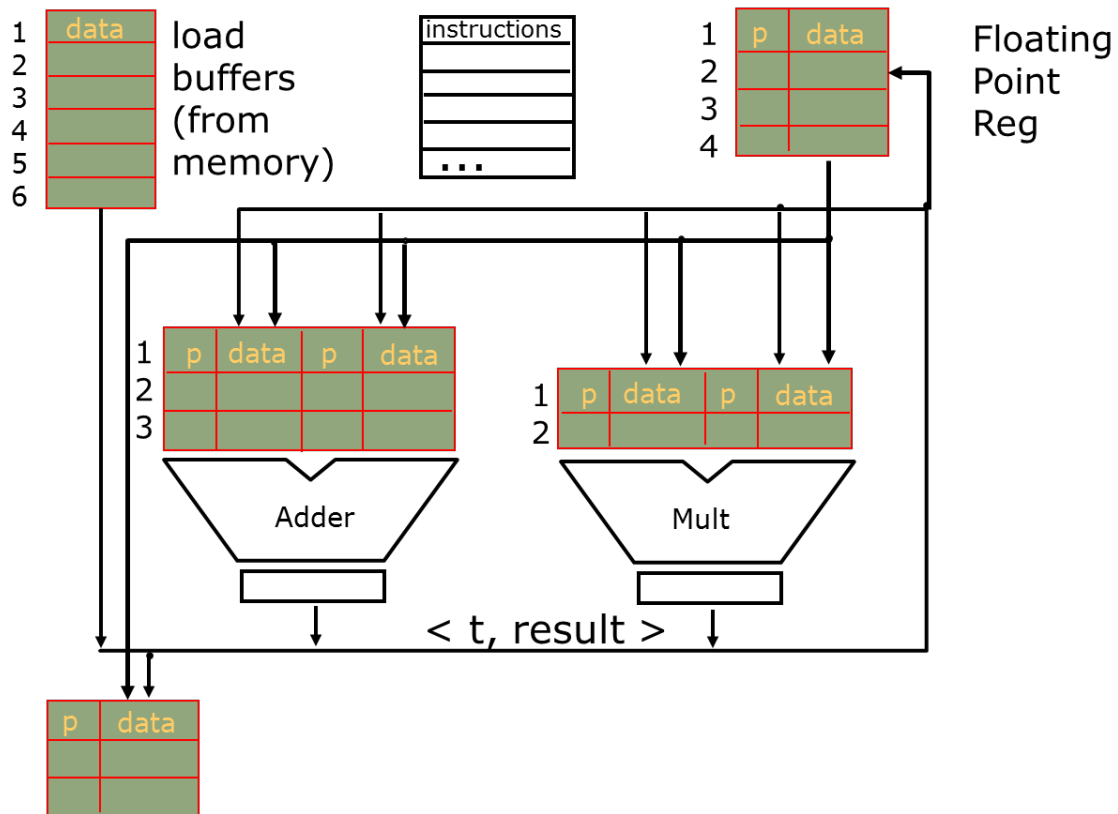 1
2
3
4
5
6
data
load
buffers
(from
memory)
instructions
...
1
2
3
4
p data
Floating
Point
Reg
1
2
3
p data p data
1
2
p data p data
Adder
Mult
< t, result >
p data